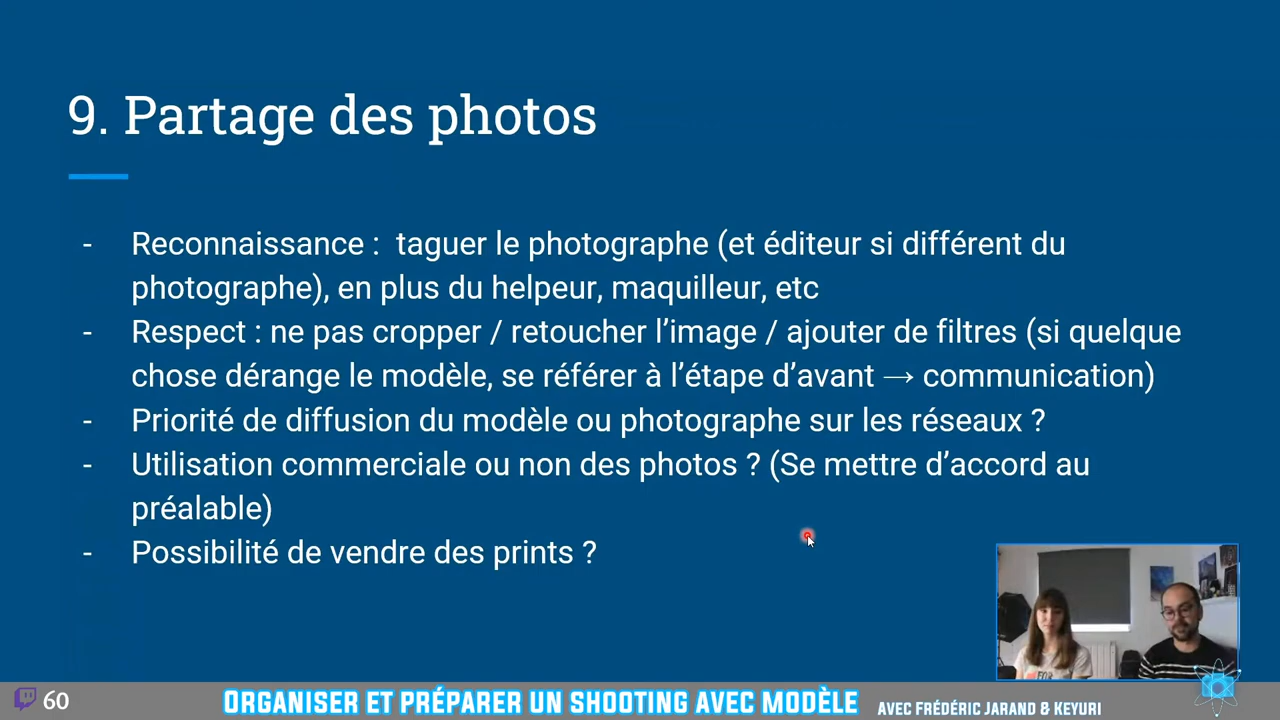 9. Partage des photos
- Reconnaissance :  taguer le photographe (et éditeur si différent du
photographe), en plus du helpeur, maquilleur, etc
- Respect : ne pas cropper / retoucher l’image / ajouter de filtres (si quelque
chose dérange le modèle, se référer à l’étape d’avant → communication)
- Priorité de diffusion du modèle ou photographe sur les réseaux ?
- Utilisation commerciale ou non des photos ? (Se mettre d’accord au
préalable)
- Possibilité de vendre des prints ?
FOR
60
ORGANISER ET PRÉPARER UN SHOOTING AVEC MODÈLE
AVEC FRÉDÉRIC JARAND & KEYURI